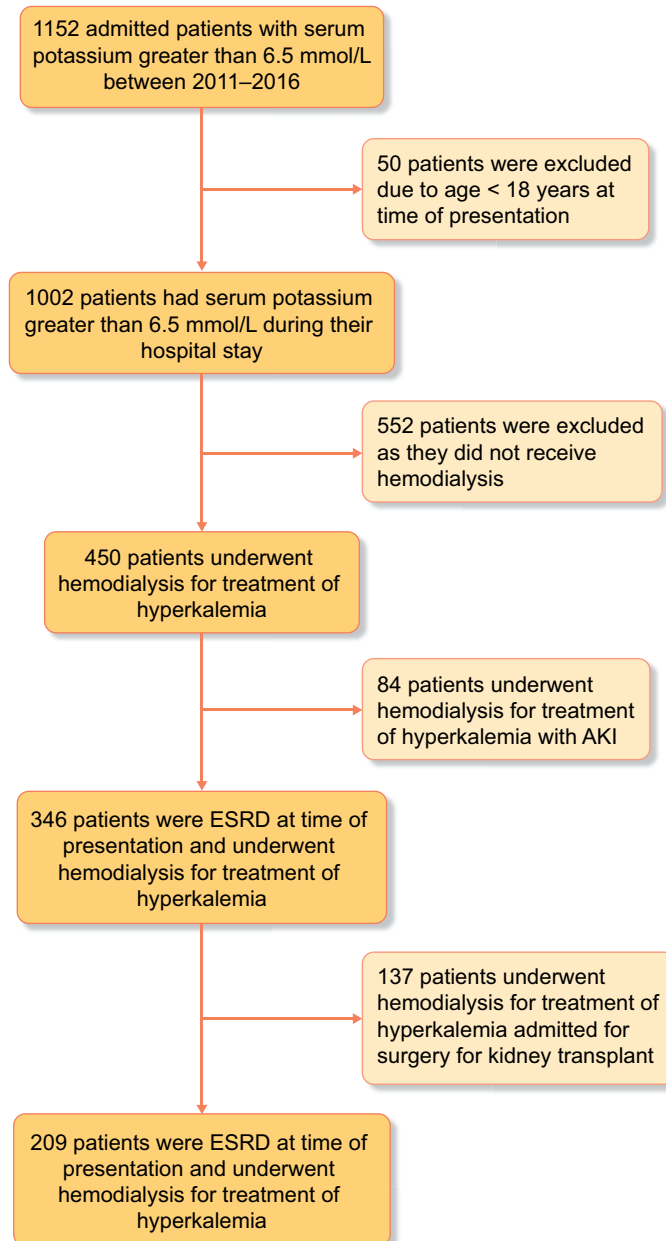 1152 admitted patients with serum
potassium greater than 6.5 mmol/L
between 2011–2016
50 patients were excluded
due to age < 18 years at
time of presentation
1002 patients had serum potassium
greater than 6.5 mmol/L during their
hospital stay
552 patients were excluded
as they did not receive
hemodialysis
450 patients underwent
hemodialysis for treatment of
hyperkalemia
84 patients underwent
hemodialysis for treatment
of hyperkalemia with AKI
346 patients were ESRD at time of
presentation and underwent
hemodialysis for treatment of
hyperkalemia
137 patients underwent
hemodialysis for treatment of
hyperkalemia admitted for
surgery for kidney transplant
209 patients were ESRD at time of
presentation and underwent
hemodialysis for treatment of
hyperkalemia